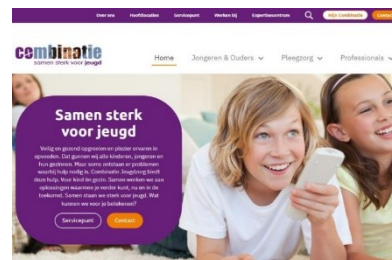 Over ons Hoofdlocaties Servicepunt Werken bij Expertisecentrum Mijn Combinatie Contact
combinatie
samen sterk voor jeugd
Home Jongeren & Ouders Pleegzorg Professionals
Samen sterk
voor jeugd
Veilig en gezond opgroeien en plezier ervaren in
opvoeden. Dat gunnen wij alle kinderen, jongeren en
hun gezinnen. Maar soms ontstaan er problemen
waarbij hulp nodig is. Combinatie Jeugdzorg biedt
deze hulp. Voor kind én gezin. Samen werken we aan
oplossingen waarmee je verder kunt, nu en in de
toekomst. Samen staan we sterk voor jeugd. Wat
kunnen we voor je betekenen?
Servicepunt Contact